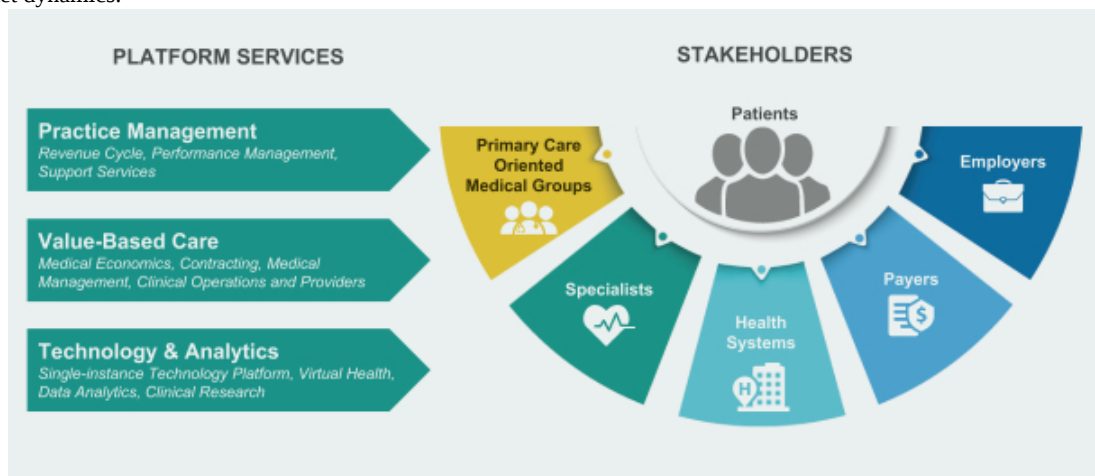 PLATFORM SERVICES
Practice Management
Revenue Cycle, Performance Management,
Support Services
Value-Based Care
Medical Economics, Contracting, Medical
Management, Clinical Operations and Providers
Technology & Analytics
Single-instance Technology Platform, Virtual Health,
Data Analytics, Clinical Research
STAKEHOLDERS
Patients
Primary Care
Oriented
Medical Groups
Specialists
Health
Systems
H
Payers
$
Employers